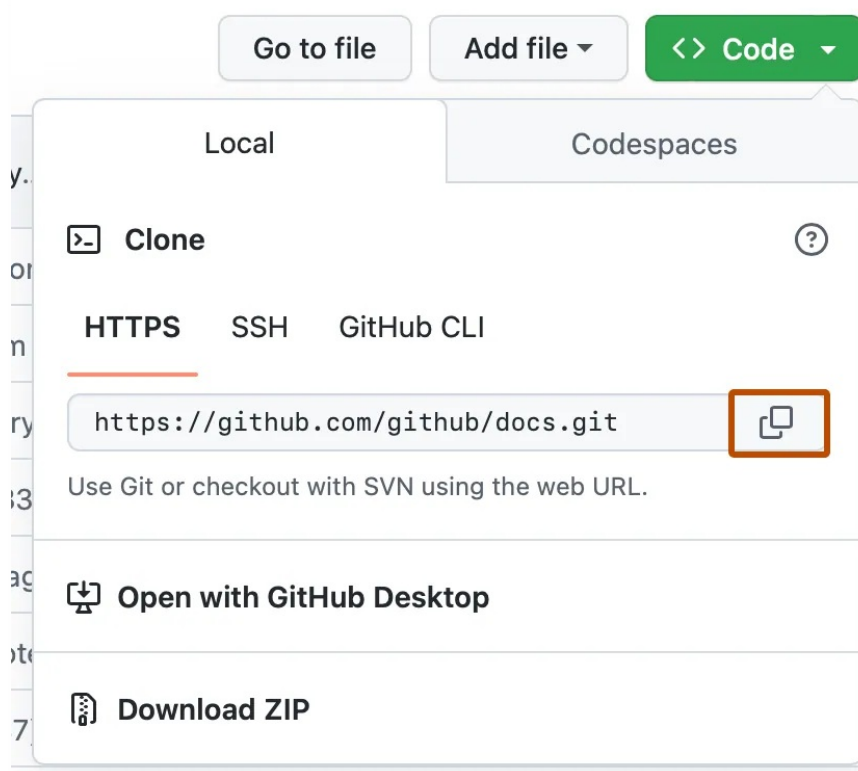 Go to file Add file <> Code
Local Codespaces
Clone
HTTPS SSH GitHub CLI
https://github.com/github/docs.git
Use Git or checkout with SVN using the web URL.
Open with GitHub Desktop
Download ZIP